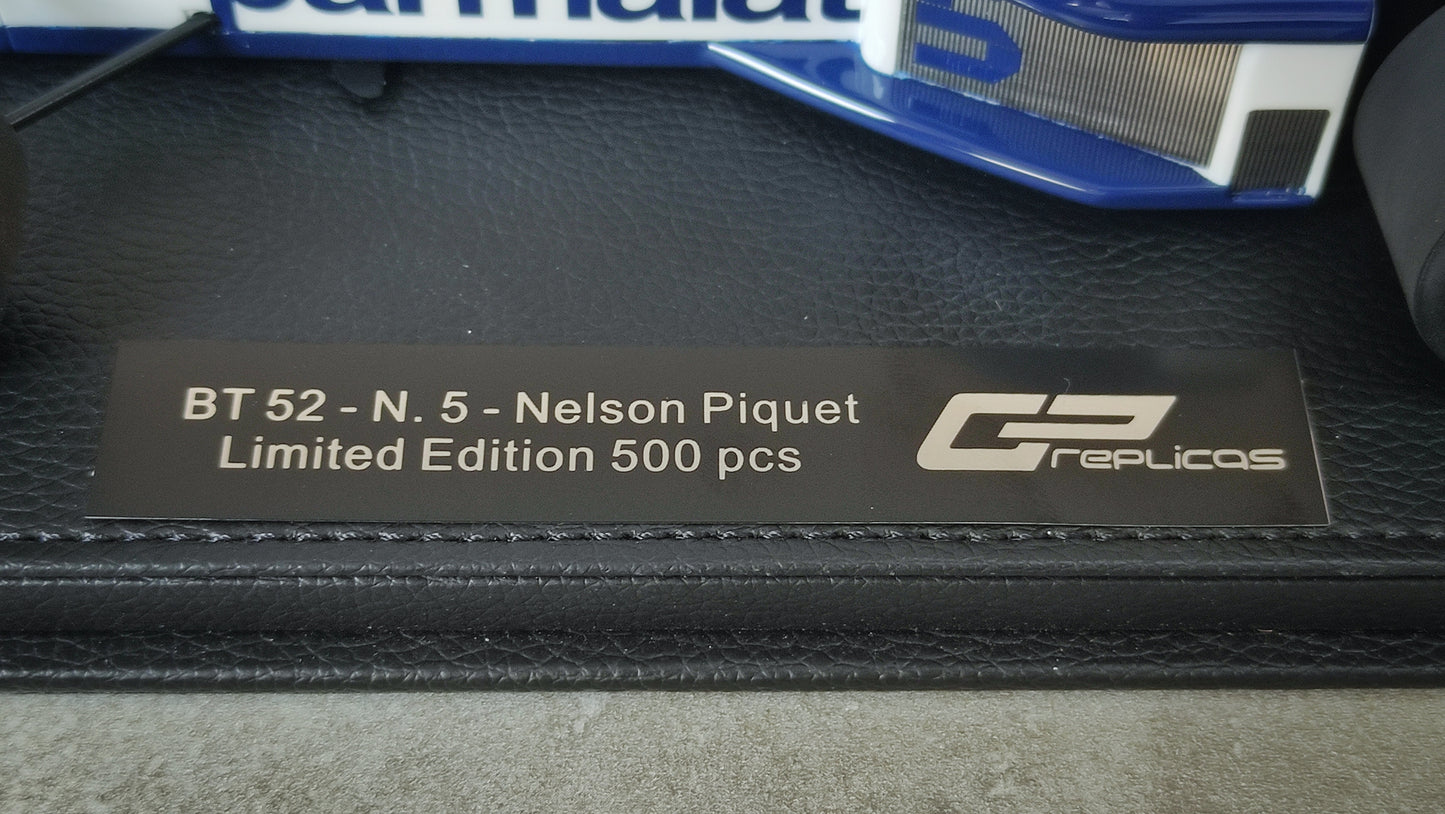 parmalat
BT 52 - N. 5 - Nelson Piquet
Limited Edition 500 pcs
GP Replicas